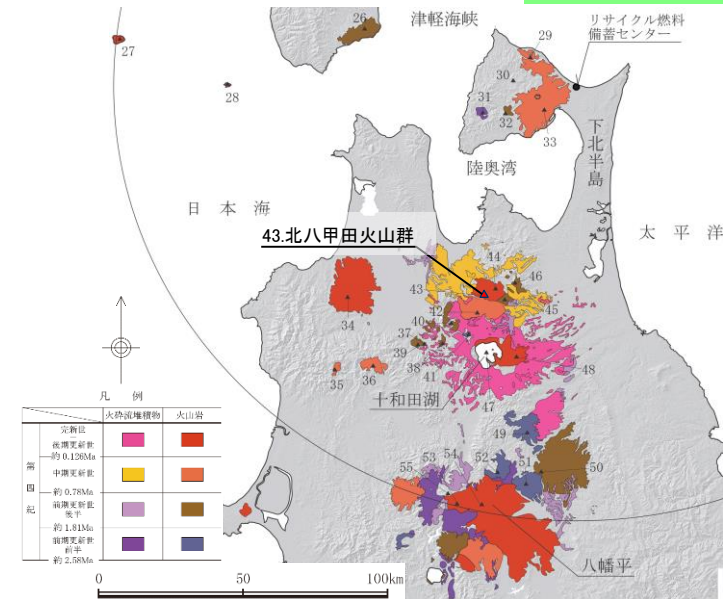 津軽海峡
リサイクル燃料
備蓄センター
26
27
28
29
30
31
32
33
下北半島
陸奥湾
日本海
太平洋
43.北八甲田火山群
44
46
43
45
42
40
37
34
39
38
41
48
35
36
十和田湖
47
49
凡例
火砕流堆積物 火山岩
第四紀
完新世
後期更新世
約 0.126Ma
中期更新世
約 0.78Ma
前期更新世
後半
約 1.81Ma
前期更新世
前半
約 2.58Ma
53
54
52
51
50
55
八幡平
0 50 100km